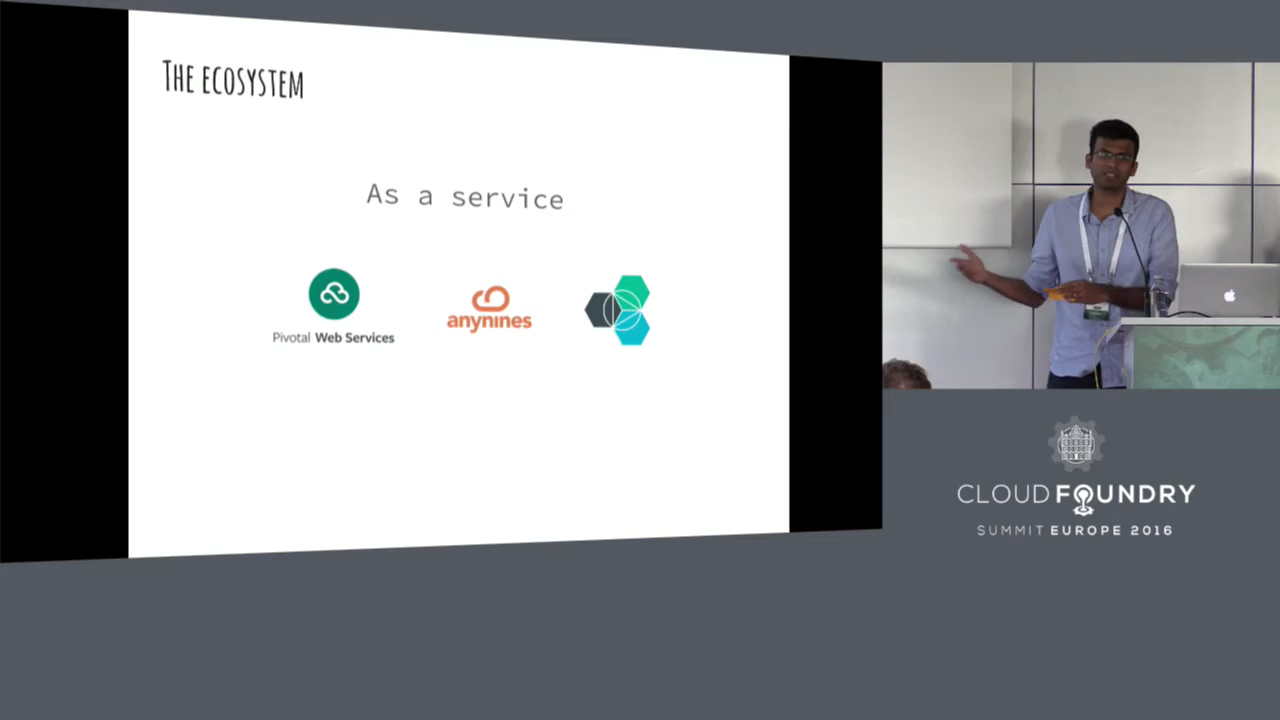 The ecosystem
As a service
Pivotal Web Services
anynines
CLOUD FOUNDRY
SUMMIT EUROPE 2016